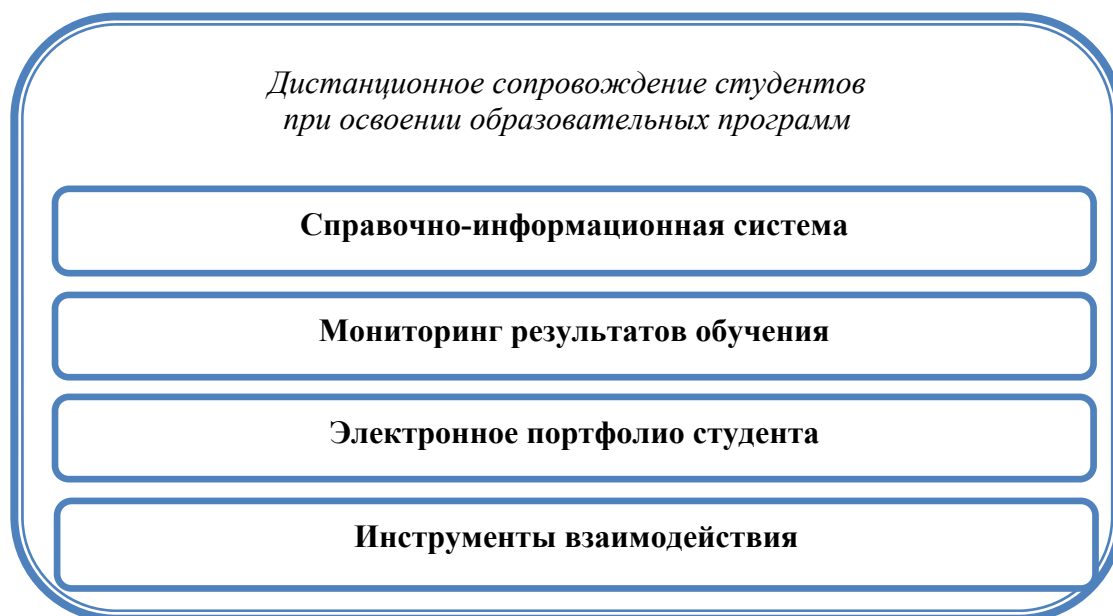 Дистанционное сопровождение студентов
при освоении образовательных программ
Справочно-информационная система
Мониторинг результатов обучения
Электронное портфолио студента
Инструменты взаимодействия